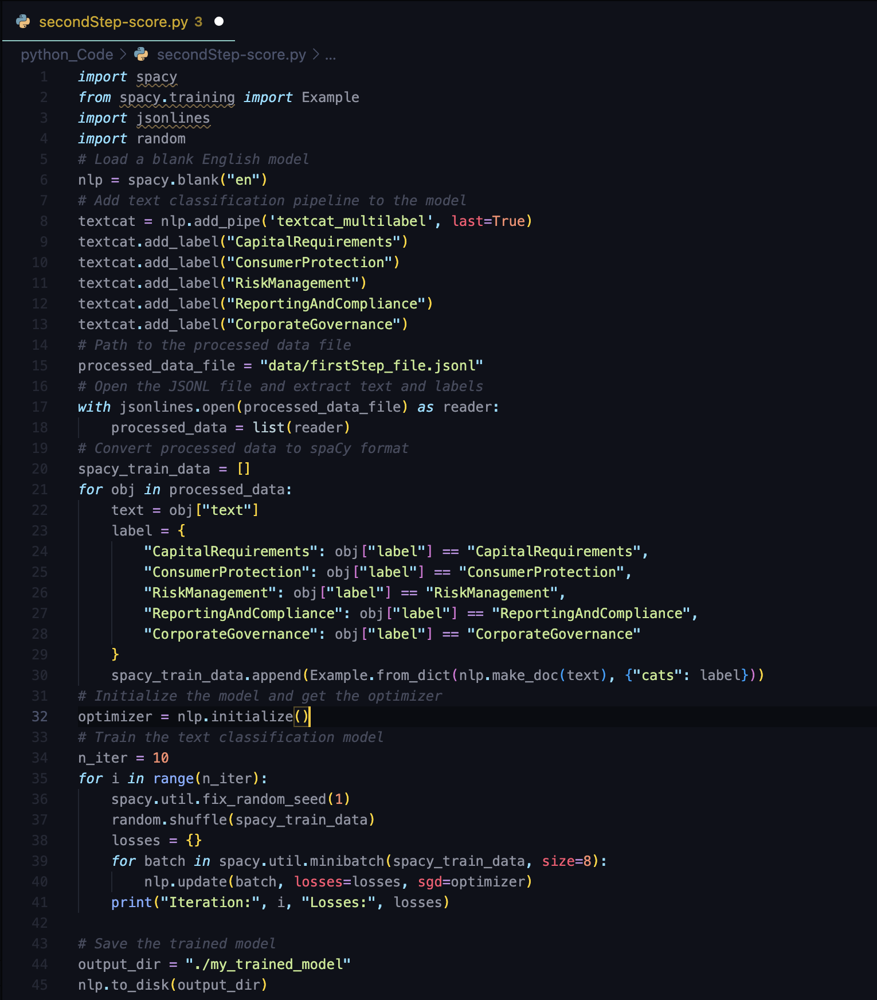 secondStep-score.py 3
python_Code > secondStep-score.py > ...
1 import spacy
2 from spacy.training import Example
3 import jsonlines
4 import random
5 # Load a blank English model
6 nlp = spacy.blank("en")
7 # Add text classification pipeline to the model
8 textcat = nlp.add_pipe('textcat_multilabel', last=True)
9 textcat.add_label("CapitalRequirements")
10 textcat.add_label("ConsumerProtection")
11 textcat.add_label("RiskManagement")
12 textcat.add_label("ReportingAndCompliance")
13 textcat.add_label("CorporateGovernance")
14 # Path to the processed data file
15 processed_data_file = "data/firstStep_file.jsonl"
16 # Open the JSONL file and extract text and labels
17 with jsonlines.open(processed_data_file) as reader:
18     processed_data = list(reader)
19 # Convert processed data to spaCy format
20 spacy_train_data = []
21 for obj in processed_data:
22     text = obj["text"]
23     label = {
24         "CapitalRequirements": obj["label"] == "CapitalRequirements",
25         "ConsumerProtection": obj["label"] == "ConsumerProtection",
26         "RiskManagement": obj["label"] == "RiskManagement",
27         "ReportingAndCompliance": obj["label"] == "ReportingAndCompliance",
28         "CorporateGovernance": obj["label"] == "CorporateGovernance"
29     }
30     spacy_train_data.append(Example.from_dict(nlp.make_doc(text), {"cats": label}))
31 # Initialize the model and get the optimizer
32 optimizer = nlp.initialize()
33 # Train the text classification model
34 n_iter = 10
35 for i in range(n_iter):
36     spacy.util.fix_random_seed(1)
37     random.shuffle(spacy_train_data)
38     losses = {}
39     for batch in spacy.util.minibatch(spacy_train_data, size=8):
40         nlp.update(batch, losses=losses, sgd=optimizer)
41     print("Iteration:", i, "Losses:", losses)
42
43 # Save the trained model
44 output_dir = "./my_trained_model"
45 nlp.to_disk(output_dir)